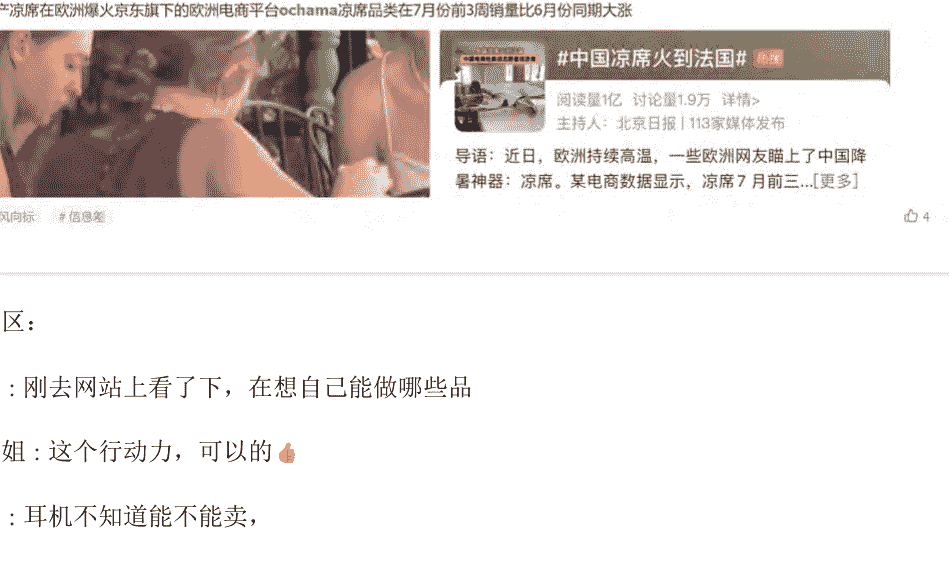 凉席在欧洲爆火京东旗下的欧洲电商平台ochama凉席品类在7月份前3周销量比6月份同期大涨
#中国凉席火到法国# 热搜
阅读量1亿 讨论量1.9万 详情>
主持人：北京日报 | 113家媒体发布
导语：近日，欧洲持续高温，一些欧洲网友瞄上了中国降
暑神器：凉席。某电商数据显示，凉席7月前三...[更多]
风向标 #信息差
4
区：
：刚去网站上看了下，在想自己能做哪些品
姐：这个行动力，可以的👍
：耳机不知道能不能卖，